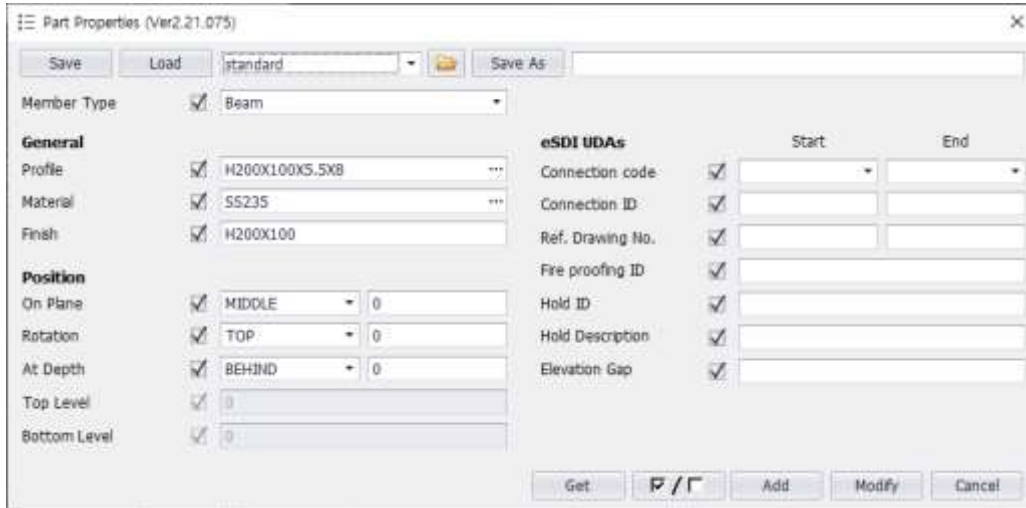 Part Properties (Ver2.21.075)
Save Load standard Save As
Member Type Beam
General
Profile H200X100X5.5X8 ...
Material SS235 ...
Finish H200X100
Position
On Plane MIDDLE 0
Rotation TOP 0
At Depth BEHIND 0
Top Level 0
Bottom Level 0
eSDI UDAs Start End
Connection code
Connection ID
Ref. Drawing No.
Fire proofing ID
Hold ID
Hold Description
Elevation Gap
Get / Add Modify Cancel